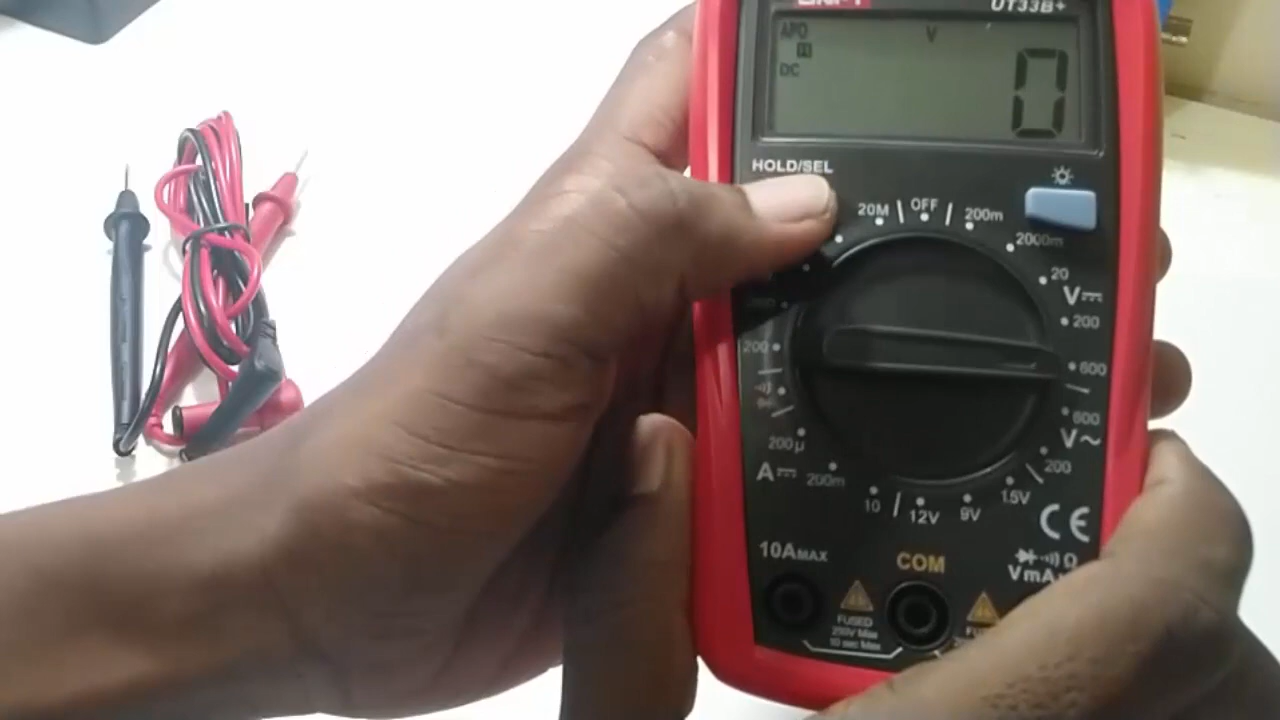 UT33B+
APO
V
H
DC
0
HOLD/SEL
20M
OFF
200m
2000m
20
V
200
200
600
600
V~
200μ
A
200m
200
10
12V
9V
1.5V
CE
10AMAX
COM
Ω
VmA
FUSED
250V Max
10 sec Max